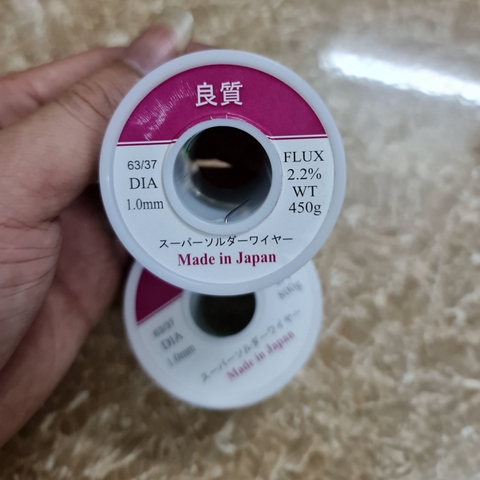 良質
63/37
DIA
1.0mm
FLUX
2.2%
WT
450g
スーパーソルダーワイヤー
Made in Japan
63/37
DIA
1.0mm
450g
スーパーソルダーワイヤー
Made in Japan